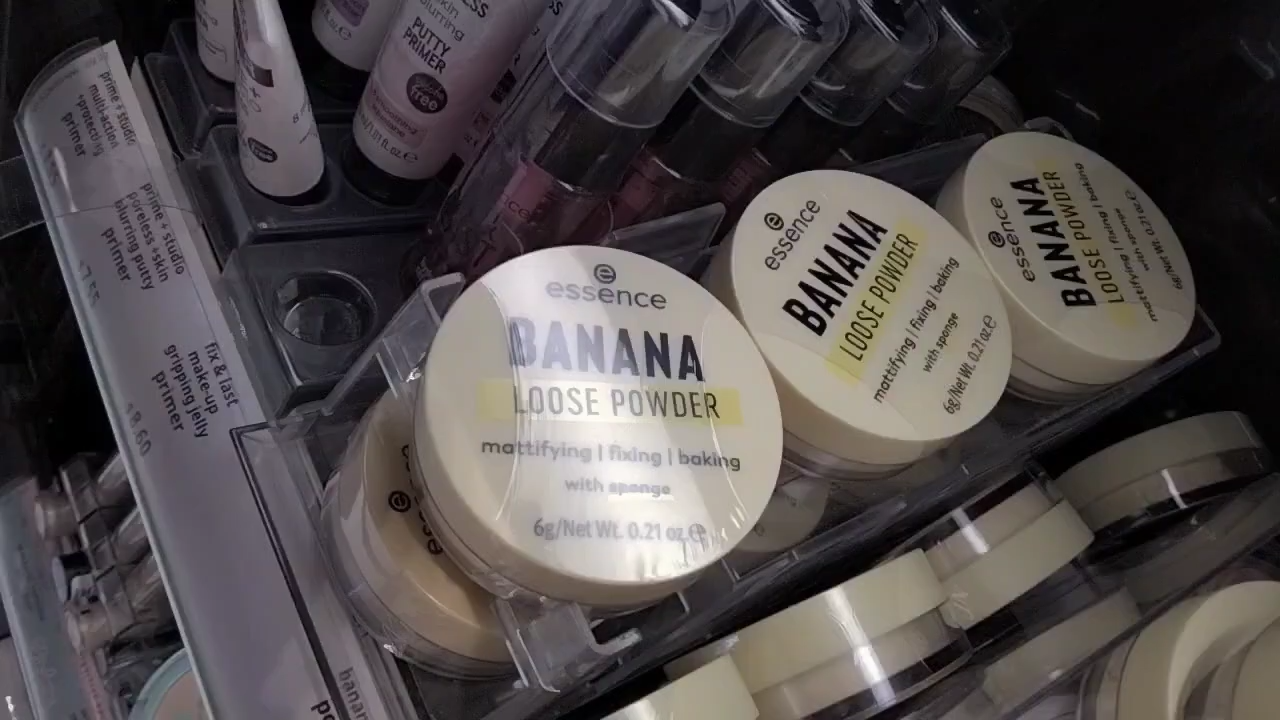 prime + studio
multi-action
+protecting
primer
prime + studio
poreless + skin
blurring putty
primer
fix & last
make-up
gripping jelly
primer
skin
blurring
PUTTY
PRIMER
free
essence
BANANA
LOOSE POWDER
mattifying | fixing | baking
with sponge
6g/Net Wt. 0.21 oz.e
essence
BANANA
LOOSE POWDER
mattifying | fixing | baking
with sponge
6g/Net Wt. 0.21 oz.e
essence
BANANA
LOOSE POWDER
mattifying | fixing | baking
with sponge
6g/Net Wt. 0.21 oz.e